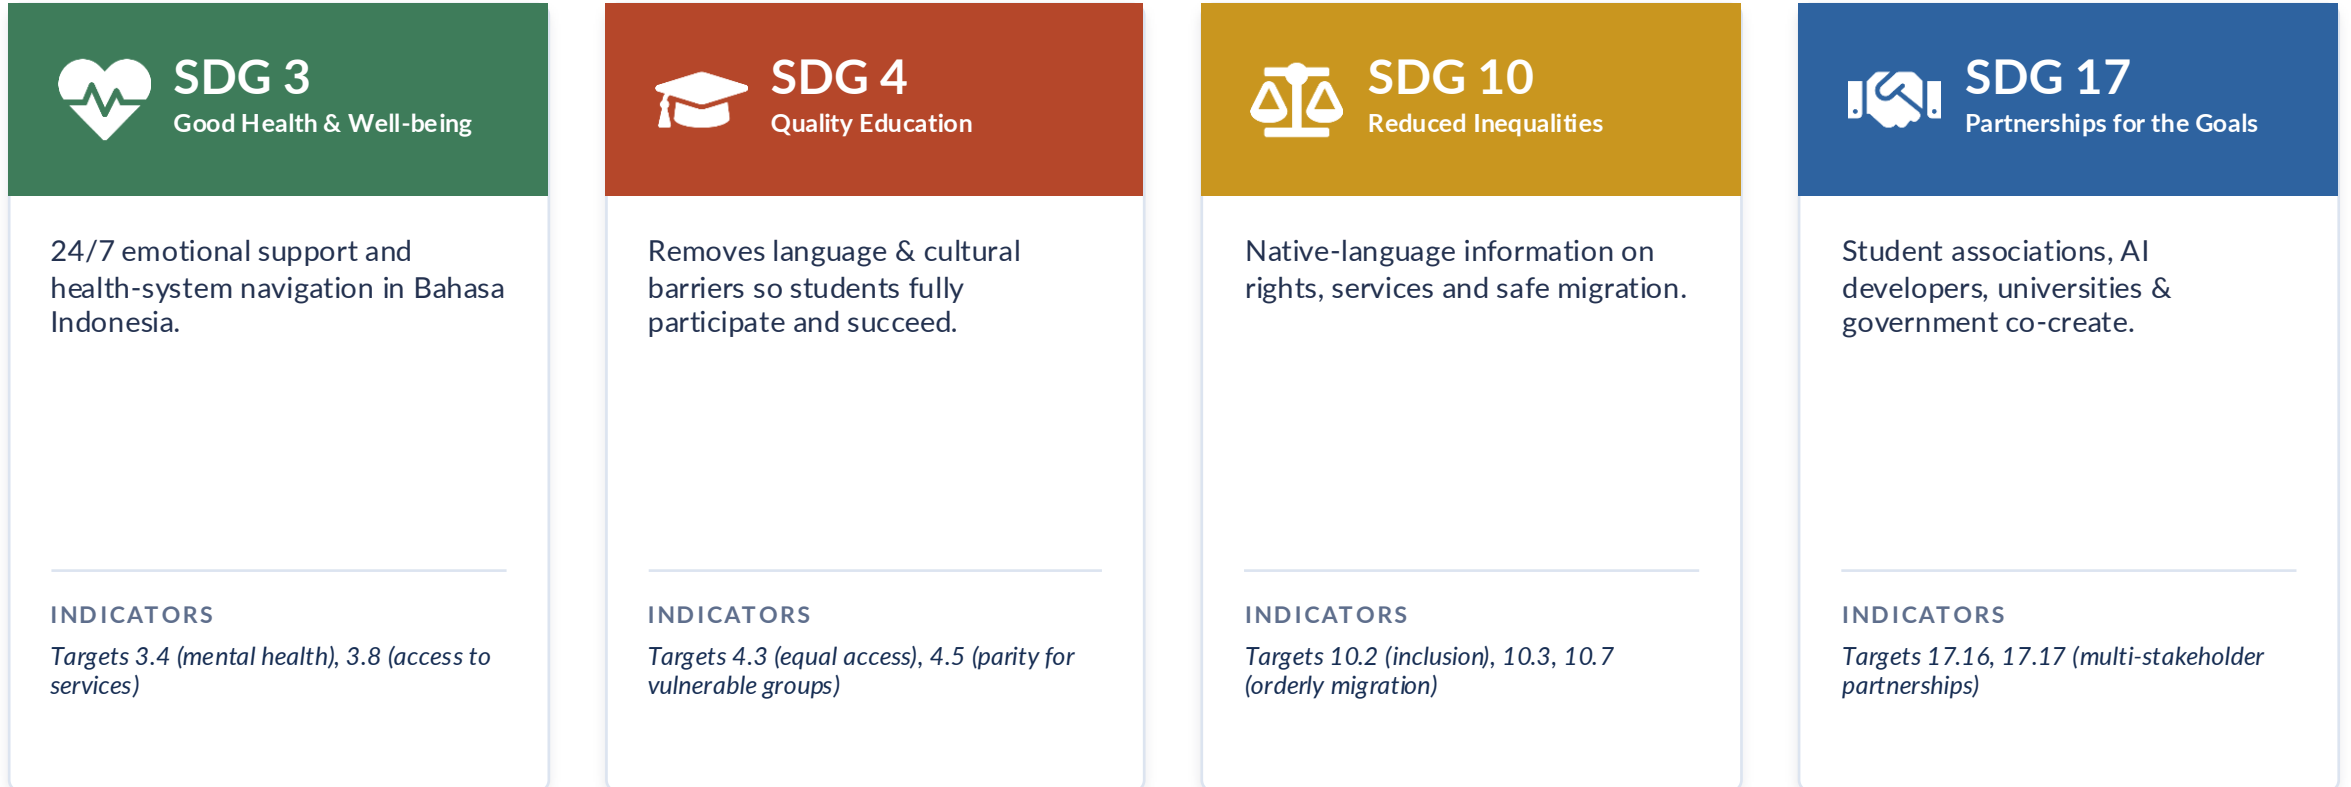 SDG 3
Good Health & Well-being
24/7 emotional support and
health-system navigation in Bahasa
Indonesia.
INDICATORS
Targets 3.4 (mental health), 3.8 (access to
services)
SDG 4
Quality Education
Removes language & cultural
barriers so students fully
participate and succeed.
INDICATORS
Targets 4.3 (equal access), 4.5 (parity for
vulnerable groups)
SDG 10
Reduced Inequalities
Native-language information on
rights, services and safe migration.
INDICATORS
Targets 10.2 (inclusion), 10.3, 10.7
(orderly migration)
SDG 17
Partnerships for the Goals
Student associations, AI
developers, universities &
government co-create.
INDICATORS
Targets 17.16, 17.17 (multi-stakeholder
partnerships)